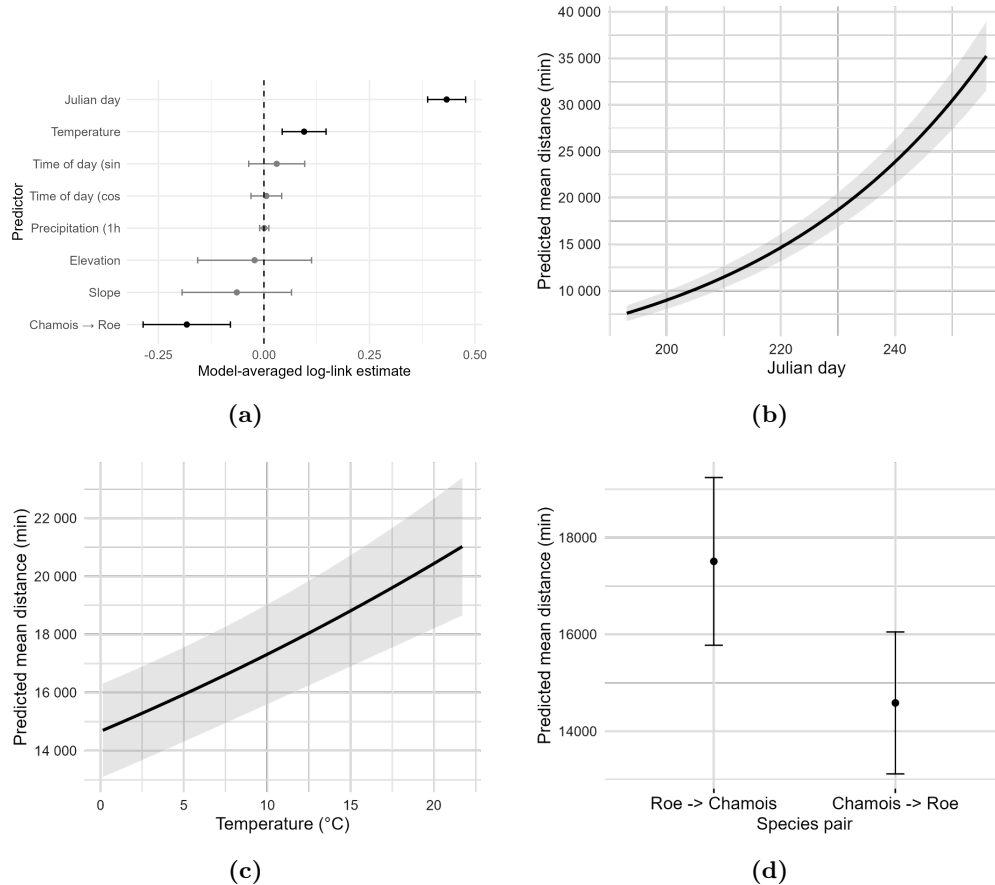 Predictor
Julian day
Temperature
Time of day (sin
Time of day (cos
Precipitation (1h
Elevation
Slope
Chamois → Roe
-0.25 0.00 0.25 0.50
Model-averaged log-link estimate
(a)
Predicted mean distance (min)
40 000
35 000
30 000
25 000
20 000
15 000
10 000
200 220 240
Julian day
(b)
Predicted mean distance (min)
22 000
20 000
18 000
16 000
14 000
0 5 10 15 20
Temperature (°C)
(c)
Predicted mean distance (min)
18000
16000
14000
Roe -> Chamois Chamois -> Roe
Species pair
(d)